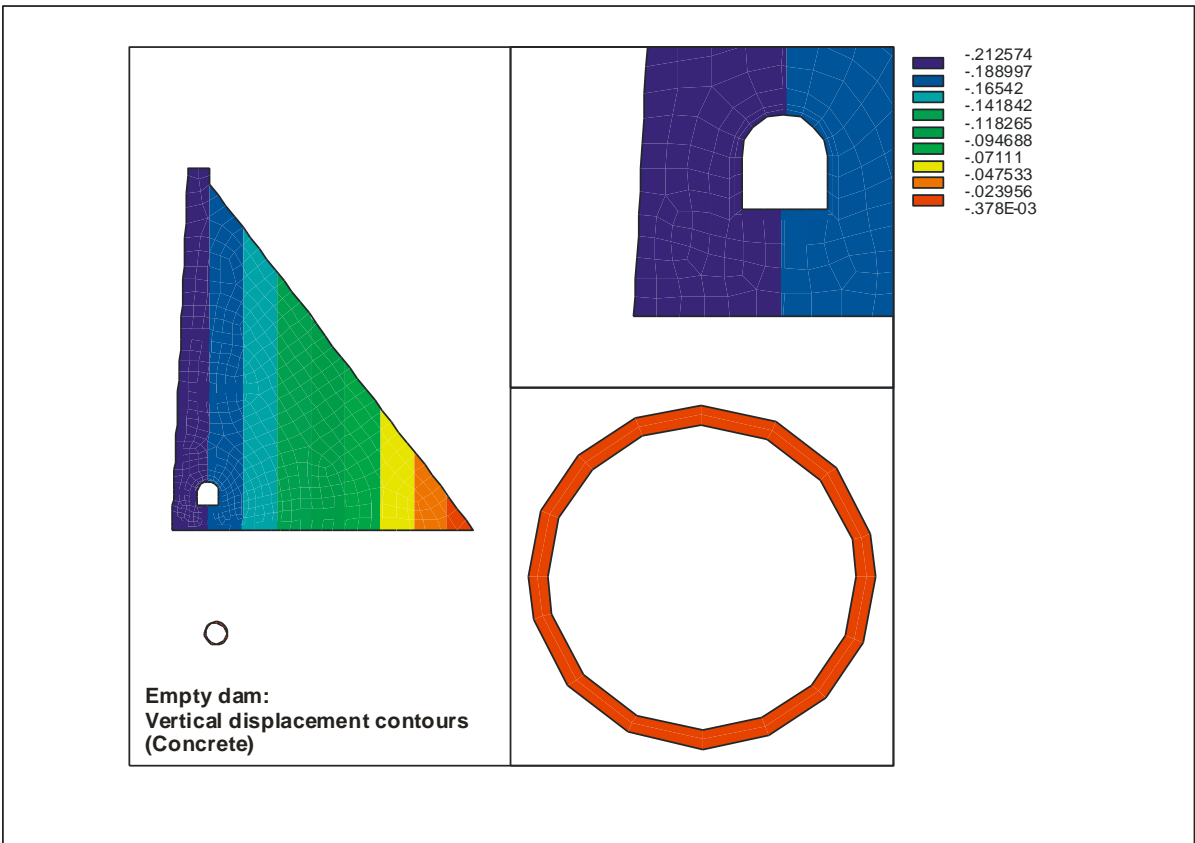 -.212574
-.188997
-.16542
-.141842
-.118265
-.094688
-.07111
-.047533
-.023956
-.378E-03
Empty dam:
Vertical displacement contours
(Concrete)